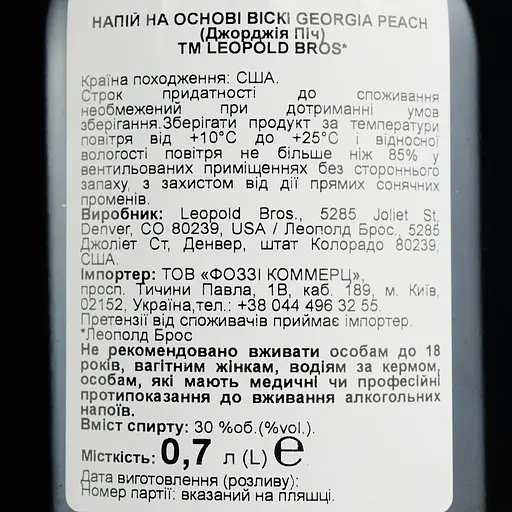 НАПІЙ НА ОСНОВІ ВІСКІ GEORGIA PEACH
(Джорджія Піч)
ТМ LEOPOLD BROS*
Країна походження: США.
Строк придатності до споживання
необмежений при дотриманні умов
зберігання.Зберігати продукт за температури
повітря від +10°С до +25°С і відносної
вологості повітря не більше ніж 85% у
вентильованих приміщеннях без стороннього
запаху, з захистом від дії прямих сонячних
променів.
Виробник: Leopold Bros., 5285 Joliet St,
Denver, CO 80239, USA / Леополд Брос., 5285
Джоліет Ст, Денвер, штат Колорадо 80239,
США.
Імпортер: ТОВ «ФОЗЗІ КОММЕРЦ»,
просп. Тичини Павла, 1В, каб. 189, м. Київ,
02152, Україна,тел.: +38 044 496 32 55.
Претензії від споживачів приймає імпортер.
*Леополд Брос
Не рекомендовано вживати особам до 18
років, вагітним жінкам, водіям за кермом,
особам, які мають медичні чи професійні
протипоказання до вживання алкогольних
напоїв.
Вміст спирту: 30 %об.(%vol.).
Місткість: 0,7 л (L) ℮
Дата виготовлення (розливу):
Номер партії: вказаний на пляшці.